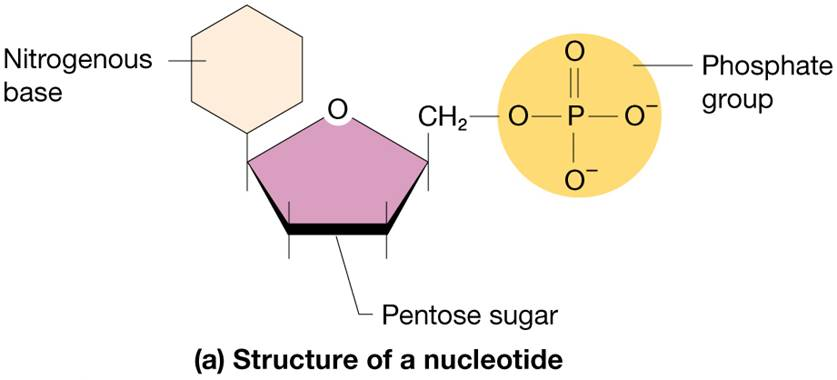 Nitrogenous
base
O
CH₂
O
O
P
O⁻
O⁻
Phosphate
group
Pentose sugar
(a) Structure of a nucleotide